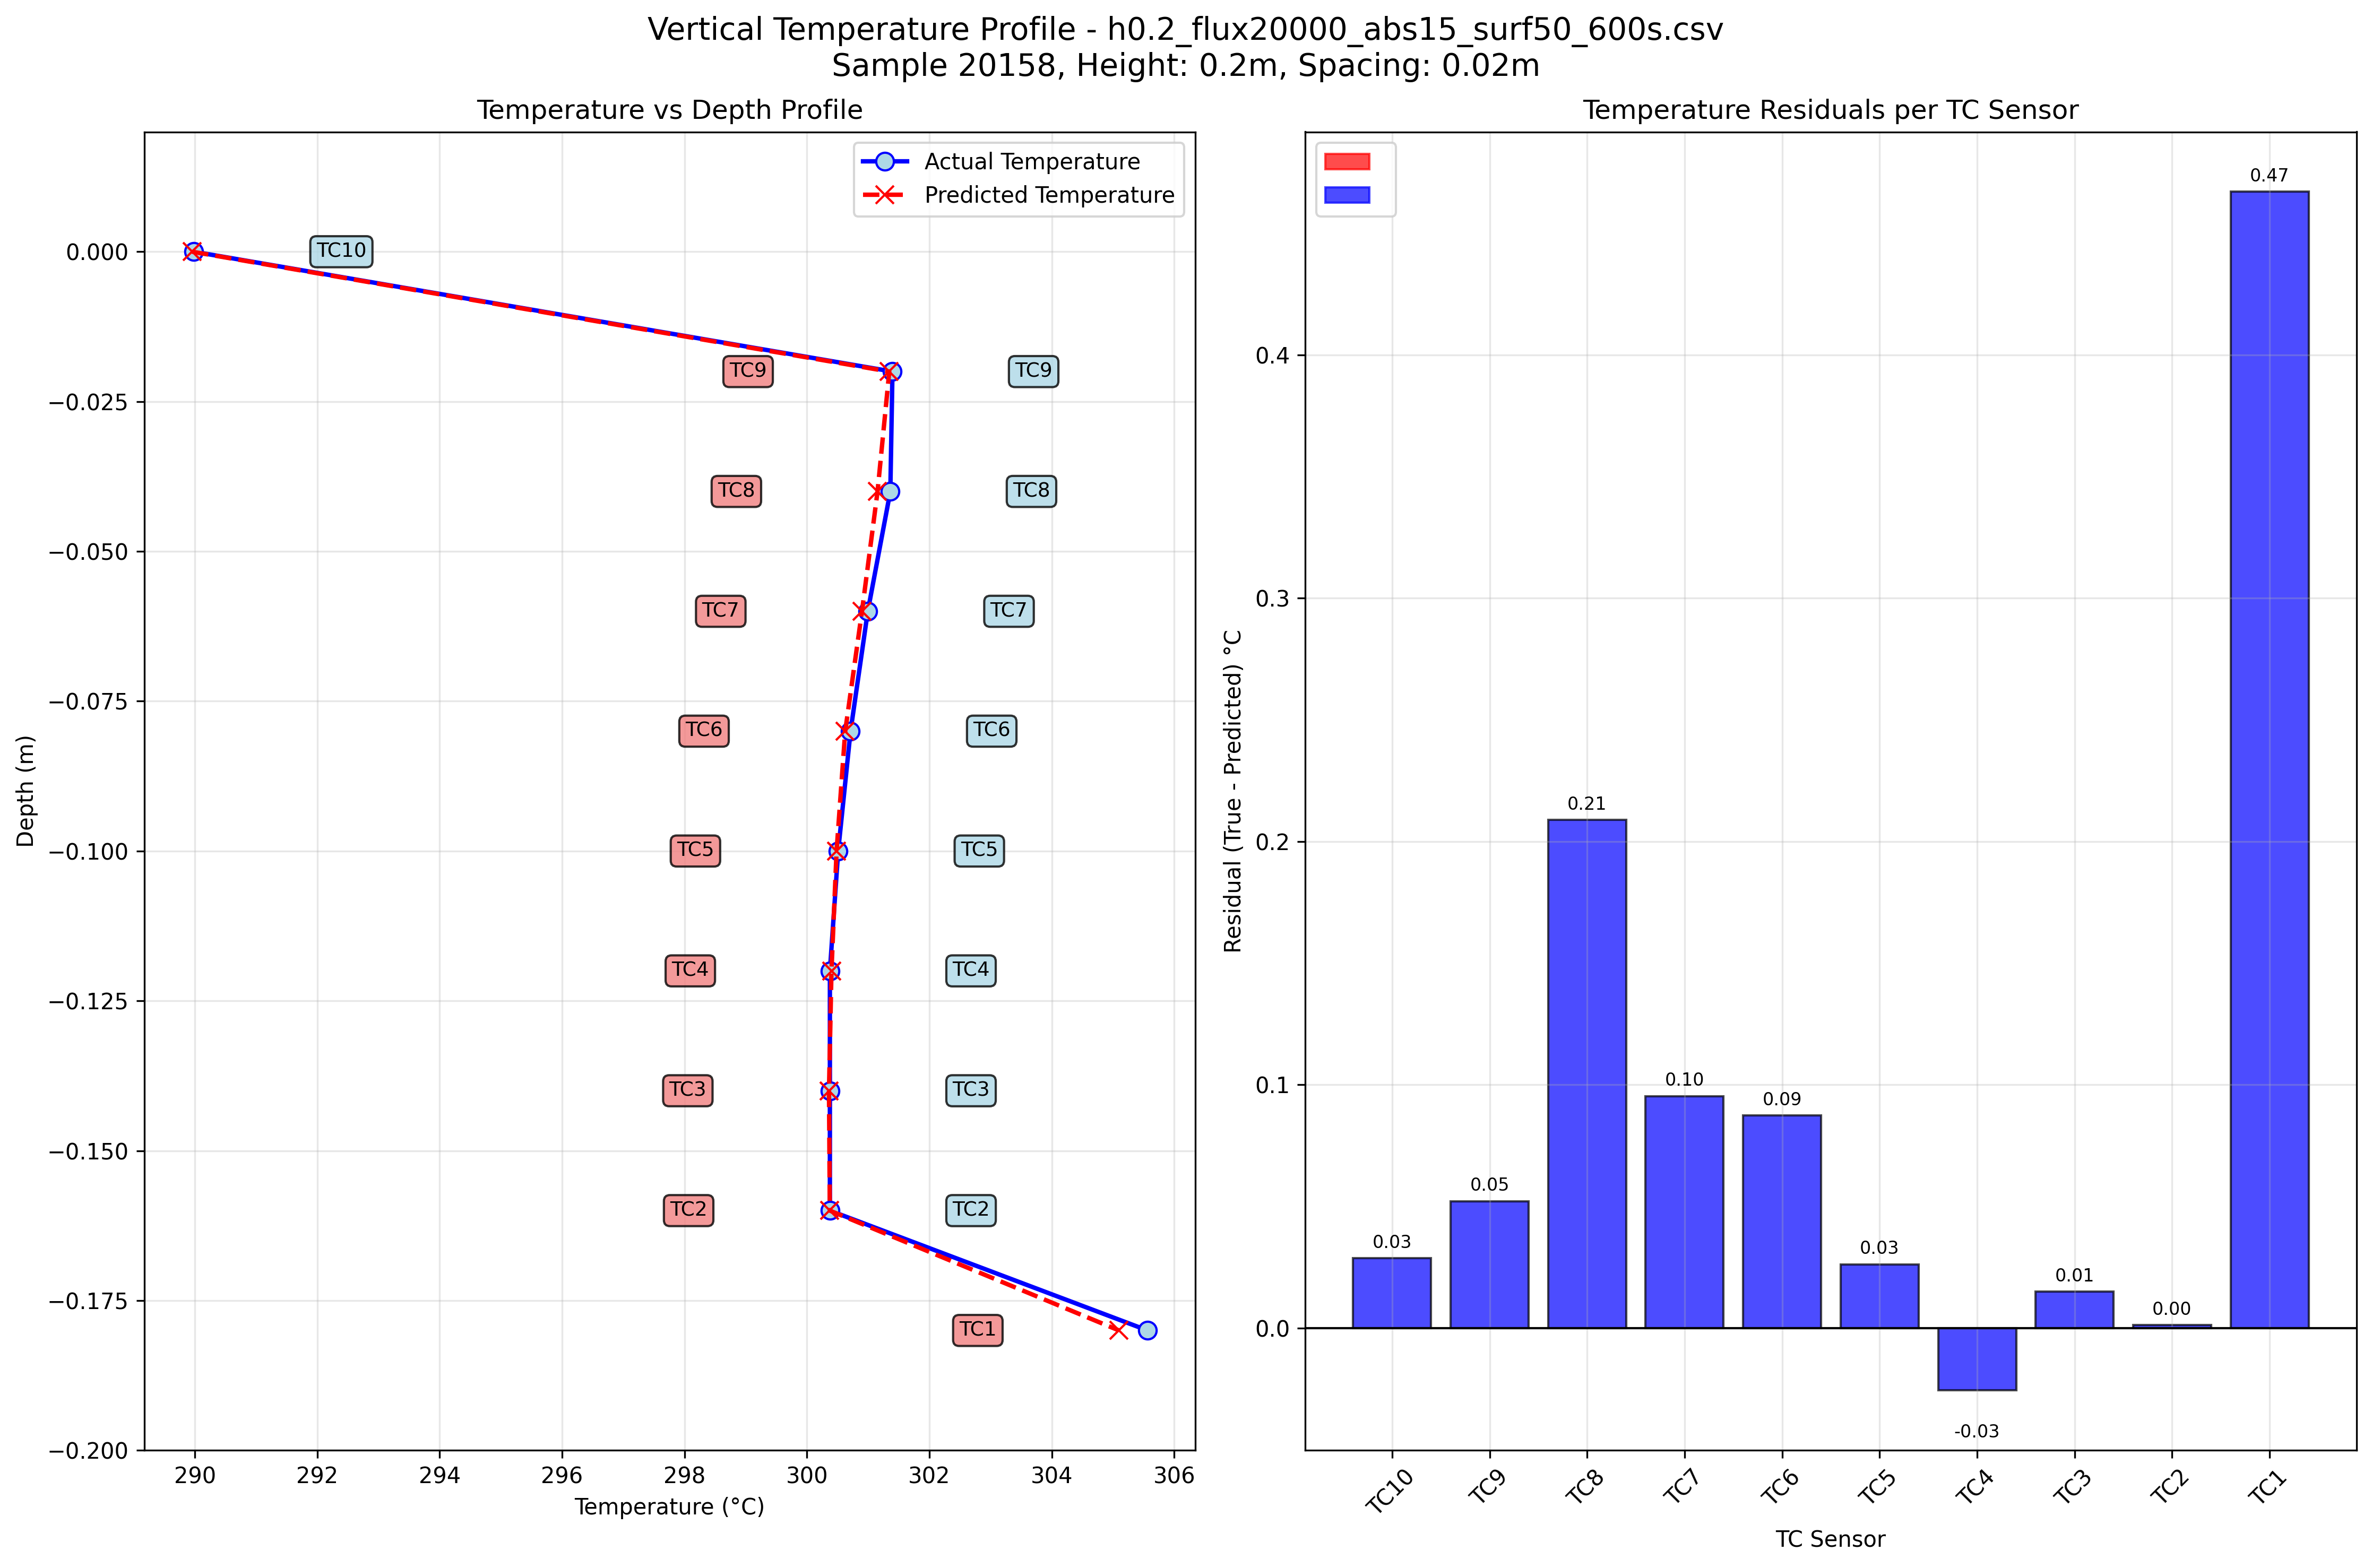 Vertical Temperature Profile - h0.2_flux20000_abs15_surf50_600s.csv
Sample 20158, Height: 0.2m, Spacing: 0.02m
Temperature vs Depth Profile
Actual Temperature
Predicted Temperature
0.000
−0.025
−0.050
−0.075
−0.100
−0.125
−0.150
−0.175
−0.200
Depth (m)
TC10
TC9 TC9
TC8 TC8
TC7 TC7
TC6 TC6
TC5 TC5
TC4 TC4
TC3 TC3
TC2 TC2
TC1
290 292 294 296 298 300 302 304 306
Temperature (°C)
Temperature Residuals per TC Sensor
0.4
0.3
0.2
0.1
0.0
Residual (True - Predicted) °C
0.03
0.05
0.21
0.10
0.09
0.03
-0.03
0.01
0.00
0.47
TC10 TC9 TC8 TC7 TC6 TC5 TC4 TC3 TC2 TC1
TC Sensor